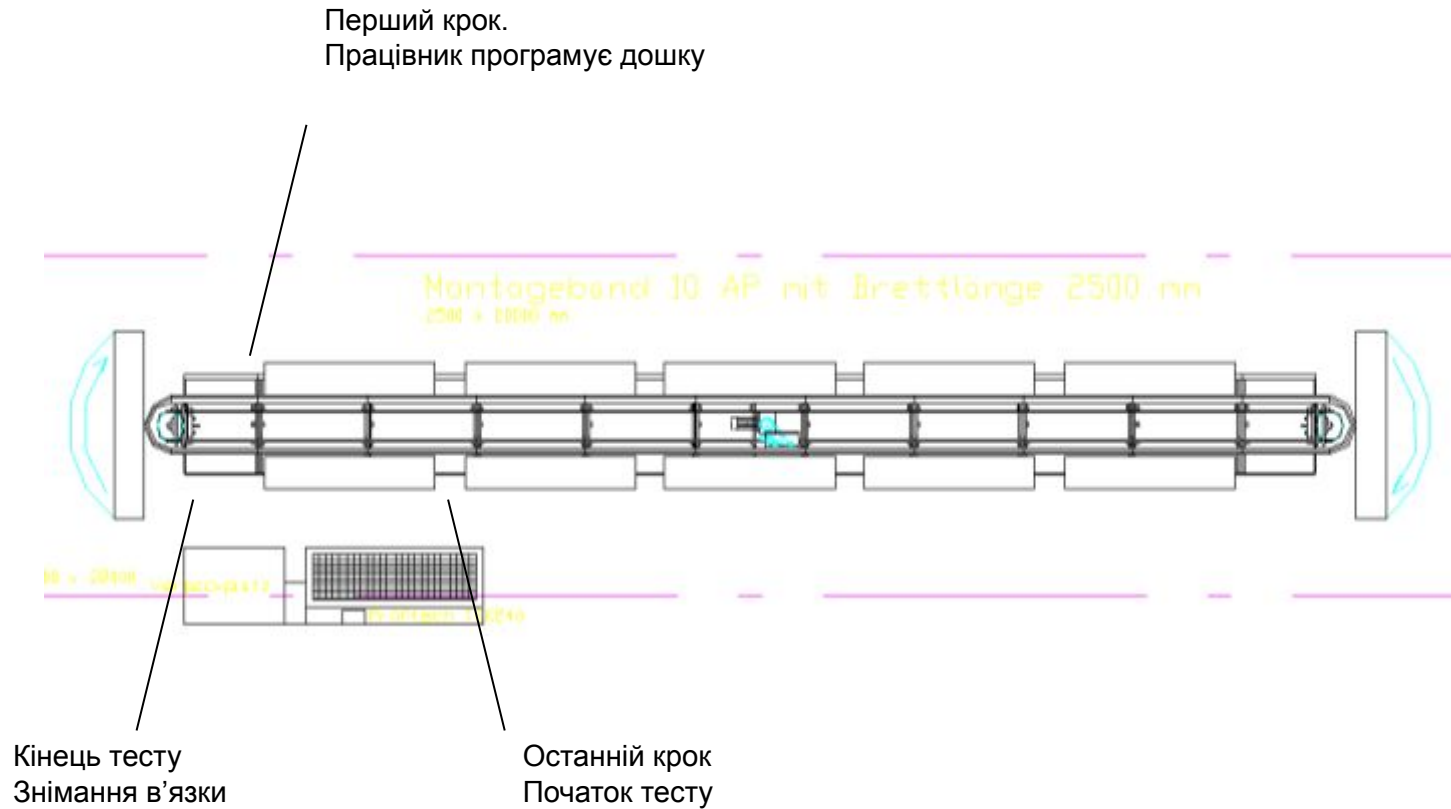 Перший крок.
Працівник програмує дошку
Montageband 10 AP mit Brettlänge 2500 mm
Кінець тесту
Знімання в’язки
Останній крок
Початок тесту